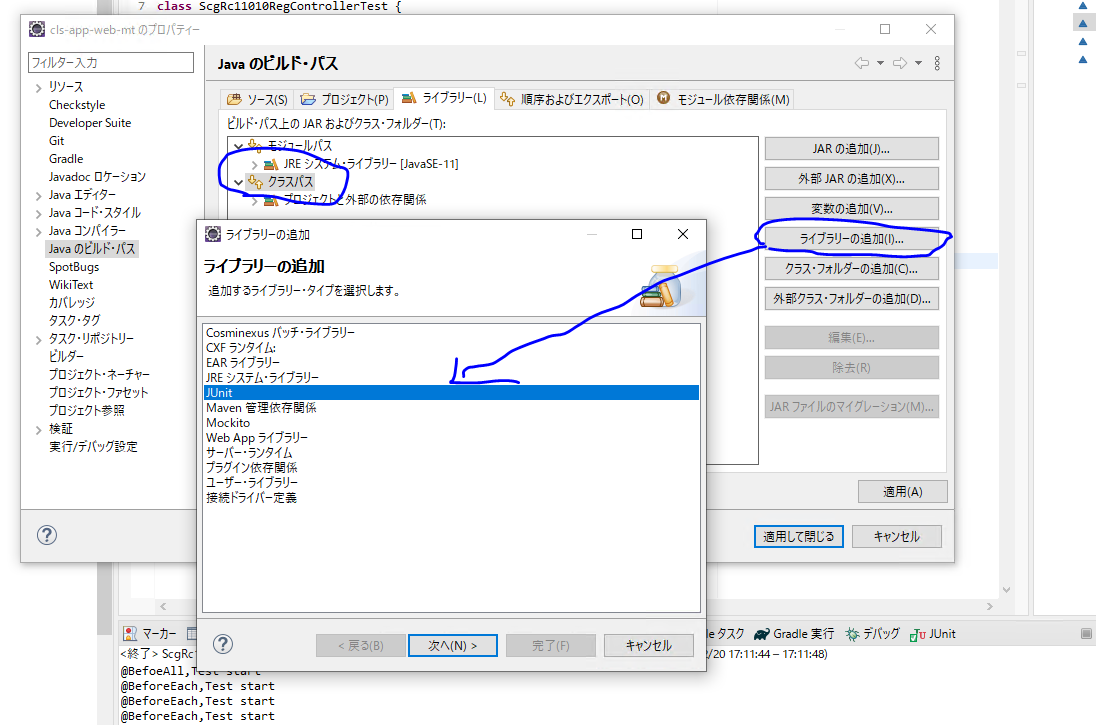 7 class ScgRc11010RegControllerTest {
cls-app-web-mt のプロパティー
フィルター入力
リソース
Checkstyle
Developer Suite
Git
Gradle
Javadoc ロケーション
Java エディター
Java コード・スタイル
Java コンパイラー
Java のビルド・パス
SpotBugs
WikiText
カバレッジ
タスク・タグ
タスク・リポジトリー
ビルダー
プロジェクト・ネーチャー
プロジェクト・ファセット
プロジェクト参照
検証
実行/デバッグ設定
Java のビルド・パス
ソース(S)
プロジェクト(P)
ライブラリー(L)
順序およびエクスポート(O)
モジュール依存関係(M)
ビルド・パス上の JAR およびクラス・フォルダー(T):
モジュールパス
JRE システム・ライブラリー [JavaSE-11]
クラスパス
プロジェクトと外部の依存関係
JAR の追加(J)...
外部 JAR の追加(X)...
変数の追加(V)...
ライブラリーの追加(I)...
クラス・フォルダーの追加(C)...
外部クラス・フォルダーの追加(D)...
編集(E)...
除去(R)
JAR ファイルのマイグレーション(M)...
適用(A)
適用して閉じる
キャンセル
ライブラリーの追加
ライブラリーの追加
追加するライブラリー・タイプを選択します。
Cosminexus バッチ・ライブラリー
CXF ランタイム:
EAR ライブラリー
JRE システム・ライブラリー
JUnit
Maven 管理依存関係
Mockito
Web App ライブラリー
サーバー・ランタイム
プラグイン依存関係
ユーザー・ライブラリー
接続ドライバー定義
< 戻る(B)
次へ(N) >
完了(F)
キャンセル
マーカー
le タスク
Gradle 実行
デバッグ
JUnit
<終了> ScgRc
2/20 17:11:44 – 17:11:48)
@BefoeAll,Test start
@BeforeEach,Test start
@BeforeEach,Test start
@BeforeEach,Test start